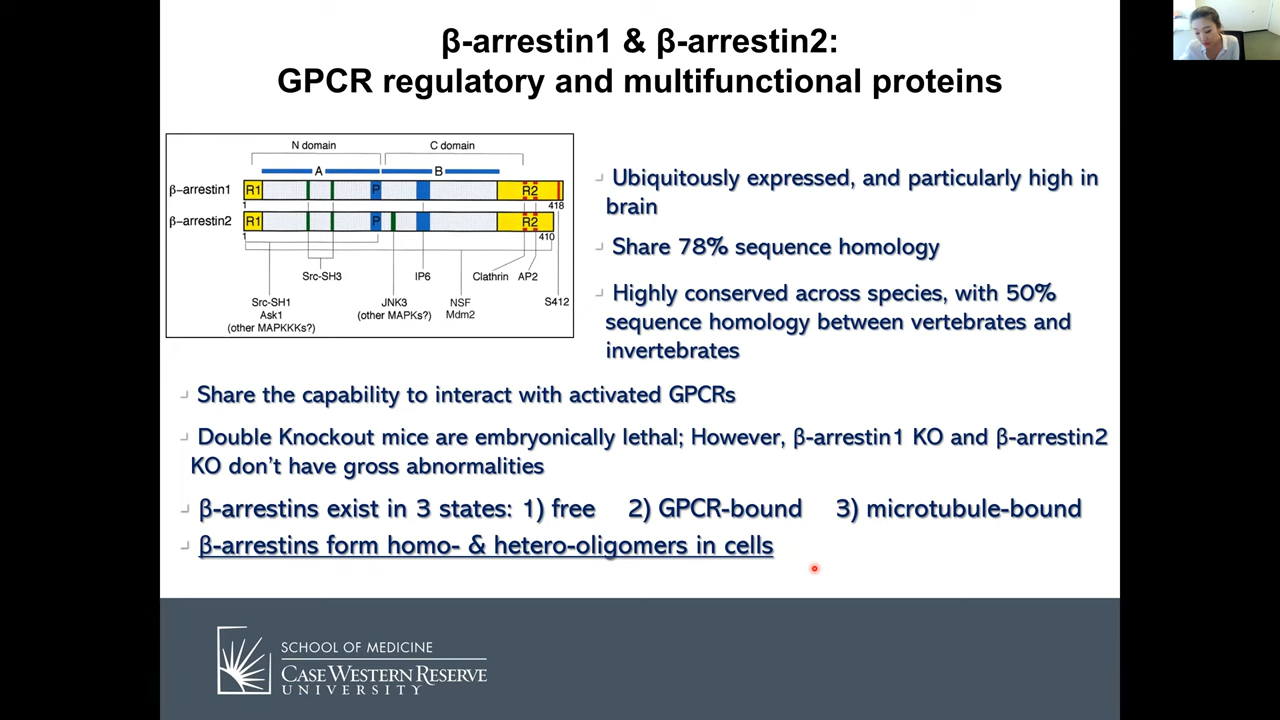 β-arrestin1 & β-arrestin2:
GPCR regulatory and multifunctional proteins
N domain
C domain
A
B
β-arrestin1
R1
P
R2
1
418
β-arrestin2
R1
P
R2
1
410
Src-SH3
IP6
Clathrin
AP2
Src-SH1
Ask1
(other MAPKKKs?)
JNK3
(other MAPKs?)
NSF
Mdm2
S412
Ubiquitously expressed, and particularly high in
brain
Share 78% sequence homology
Highly conserved across species, with 50%
sequence homology between vertebrates and
invertebrates
Share the capability to interact with activated GPCRs
Double Knockout mice are embryonically lethal; However, β-arrestin1 KO and β-arrestin2
KO don't have gross abnormalities
β-arrestins exist in 3 states: 1) free 2) GPCR-bound 3) microtubule-bound
β-arrestins form homo- & hetero-oligomers in cells
SCHOOL OF MEDICINE
CASE WESTERN RESERVE
UNIVERSITY